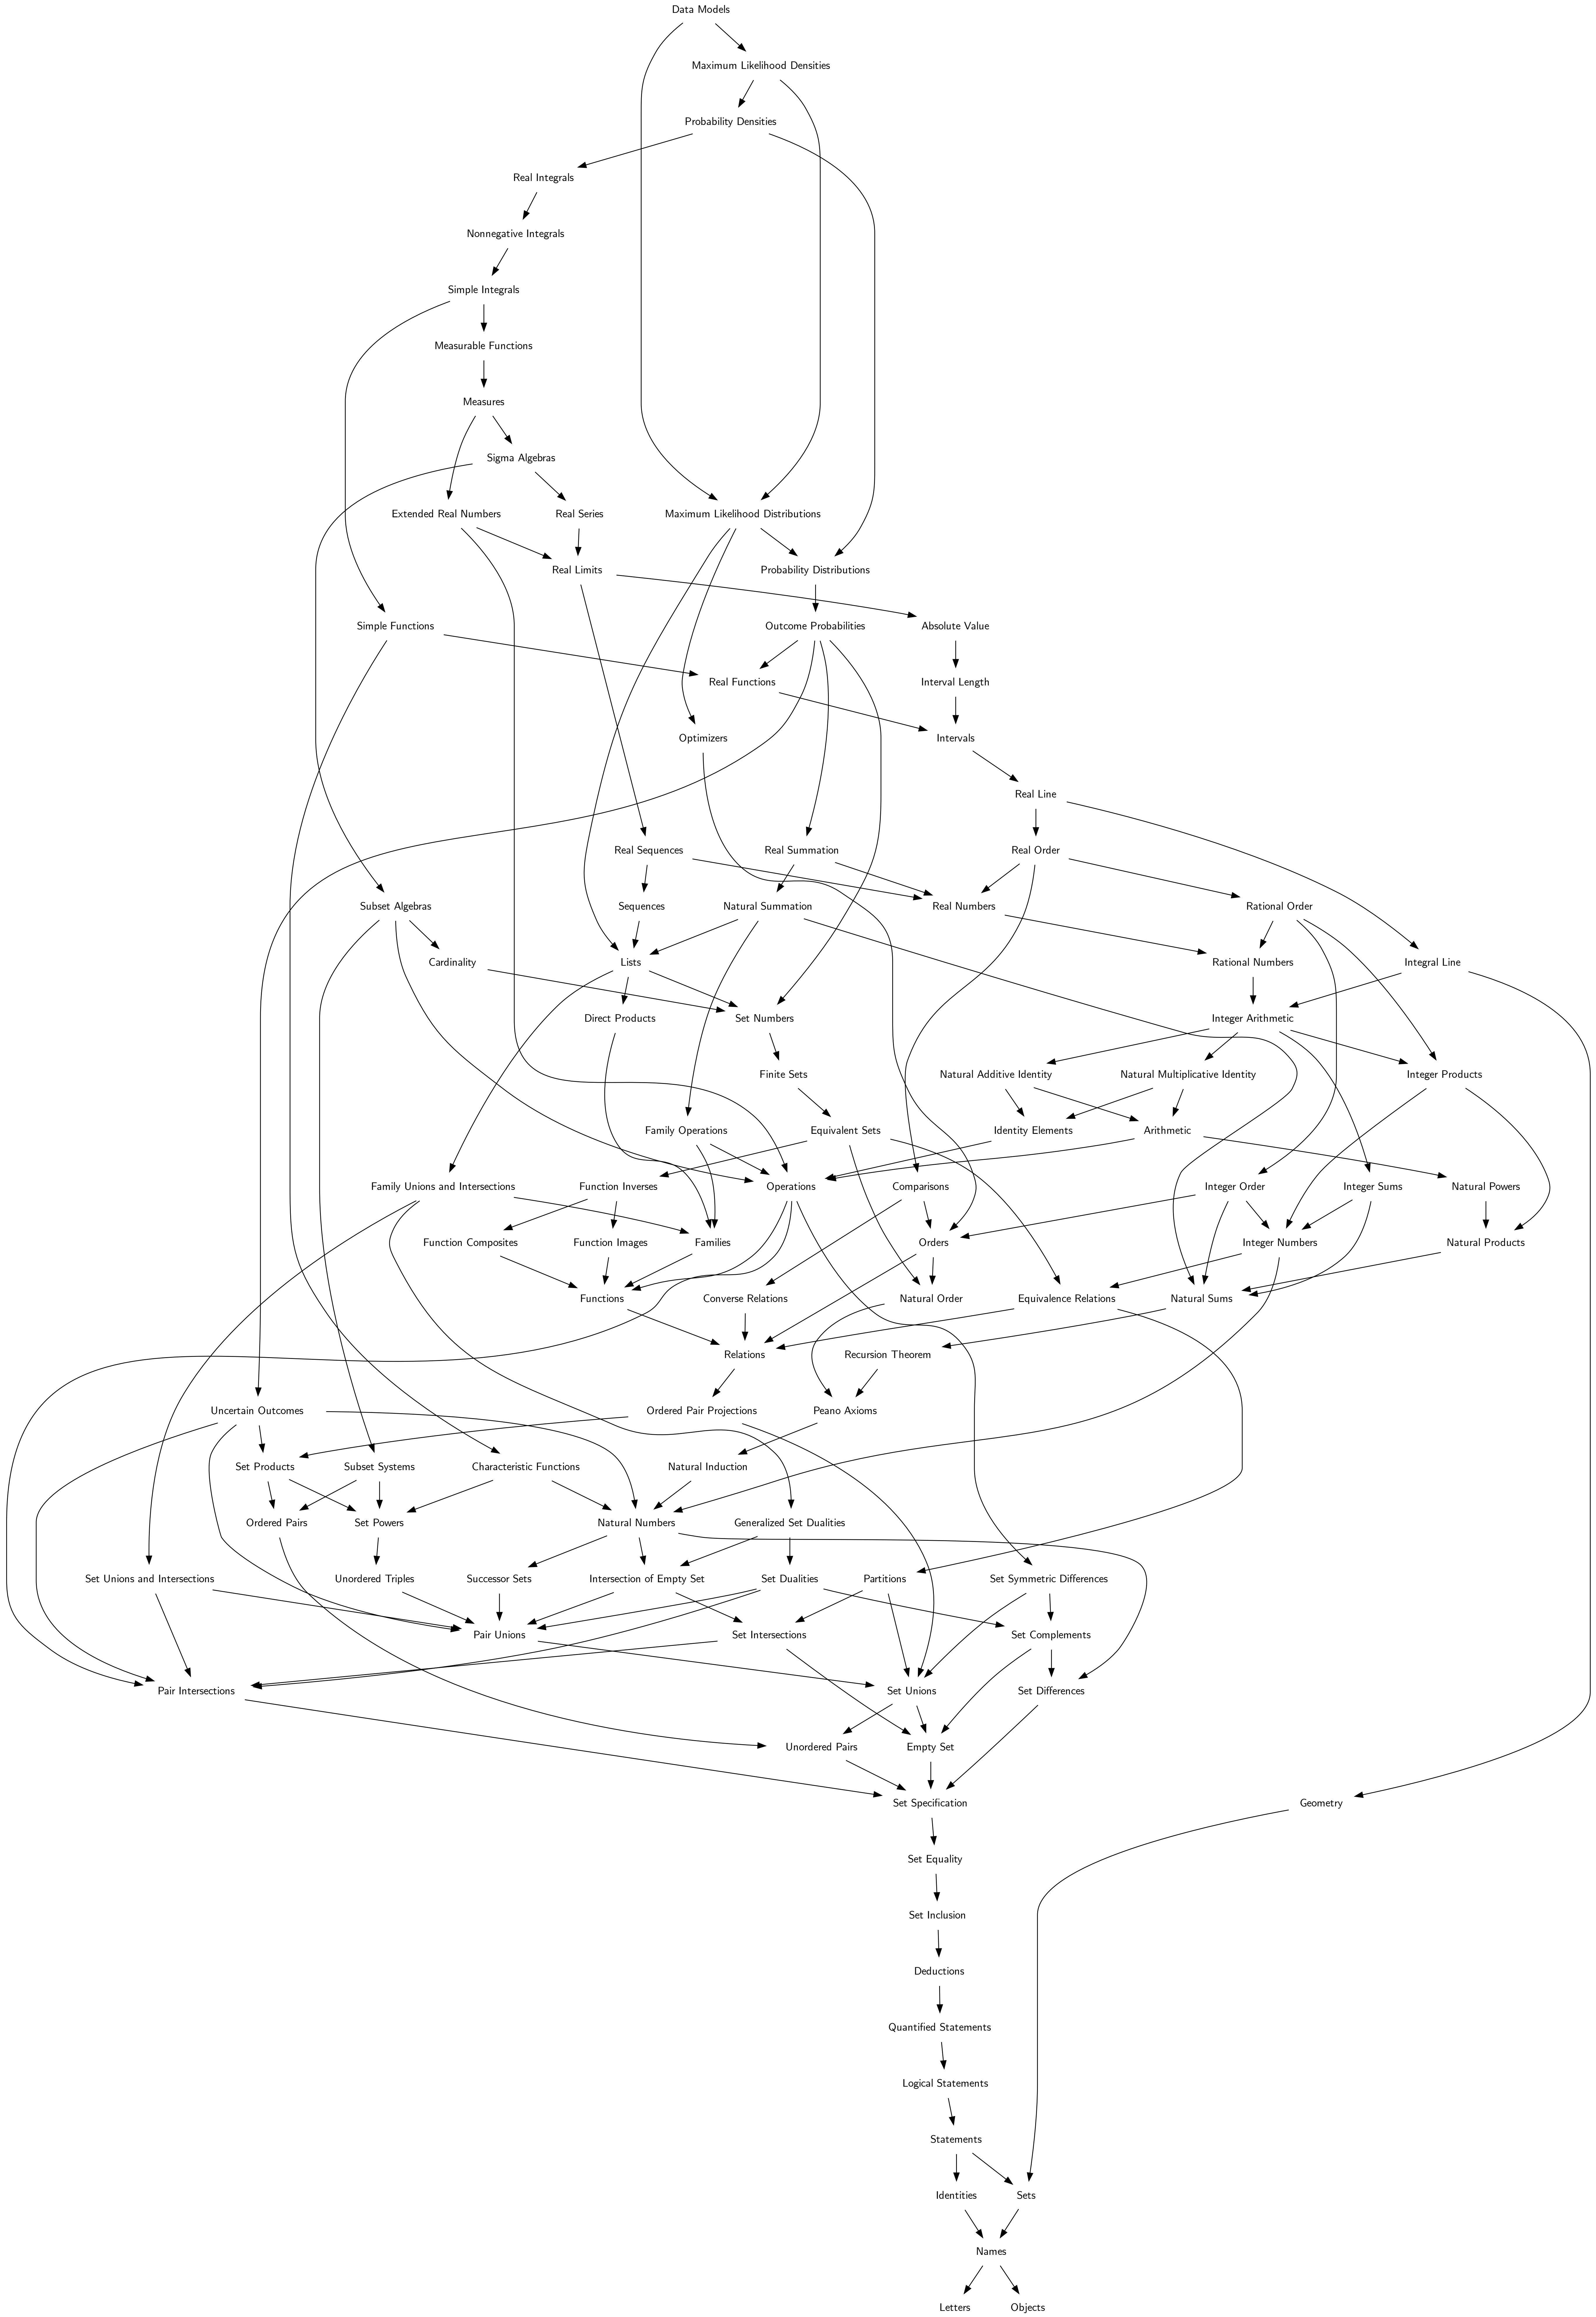 Data Models
Maximum Likelihood Densities
Probability Densities
Real Integrals
Nonnegative Integrals
Simple Integrals
Measurable Functions
Measures
Sigma Algebras
Extended Real Numbers
Real Series
Maximum Likelihood Distributions
Real Limits
Probability Distributions
Simple Functions
Outcome Probabilities
Absolute Value
Real Functions
Interval Length
Optimizers
Intervals
Real Line
Real Sequences
Real Summation
Real Order
Subset Algebras
Sequences
Natural Summation
Real Numbers
Rational Order
Cardinality
Lists
Rational Numbers
Integral Line
Direct Products
Set Numbers
Integer Arithmetic
Finite Sets
Natural Additive Identity
Natural Multiplicative Identity
Integer Products
Family Operations
Equivalent Sets
Identity Elements
Arithmetic
Family Unions and Intersections
Function Inverses
Operations
Comparisons
Integer Order
Integer Sums
Natural Powers
Function Composites
Function Images
Families
Orders
Integer Numbers
Natural Products
Functions
Converse Relations
Natural Order
Equivalence Relations
Natural Sums
Relations
Recursion Theorem
Uncertain Outcomes
Ordered Pair Projections
Peano Axioms
Set Products
Subset Systems
Characteristic Functions
Natural Induction
Ordered Pairs
Set Powers
Natural Numbers
Generalized Set Dualities
Set Unions and Intersections
Unordered Triples
Successor Sets
Intersection of Empty Set
Set Dualities
Partitions
Set Symmetric Differences
Pair Unions
Set Intersections
Set Complements
Pair Intersections
Set Unions
Set Differences
Unordered Pairs
Empty Set
Set Specification
Geometry
Set Equality
Set Inclusion
Deductions
Quantified Statements
Logical Statements
Statements
Identities
Sets
Names
Letters
Objects